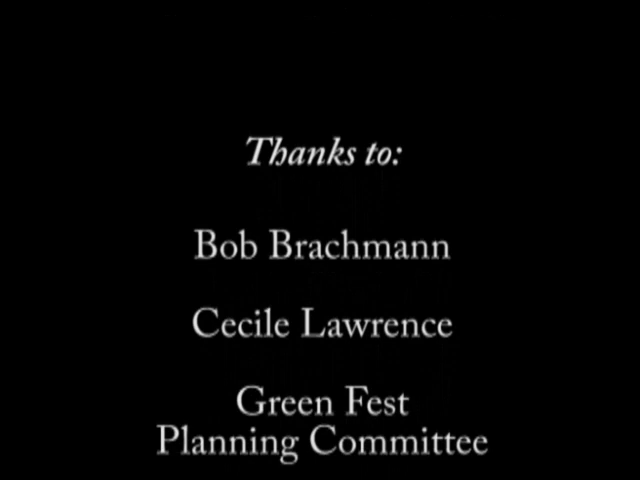 Thanks to:
Bob Brachmann
Cecile Lawrence
Green Fest
Planning Committee